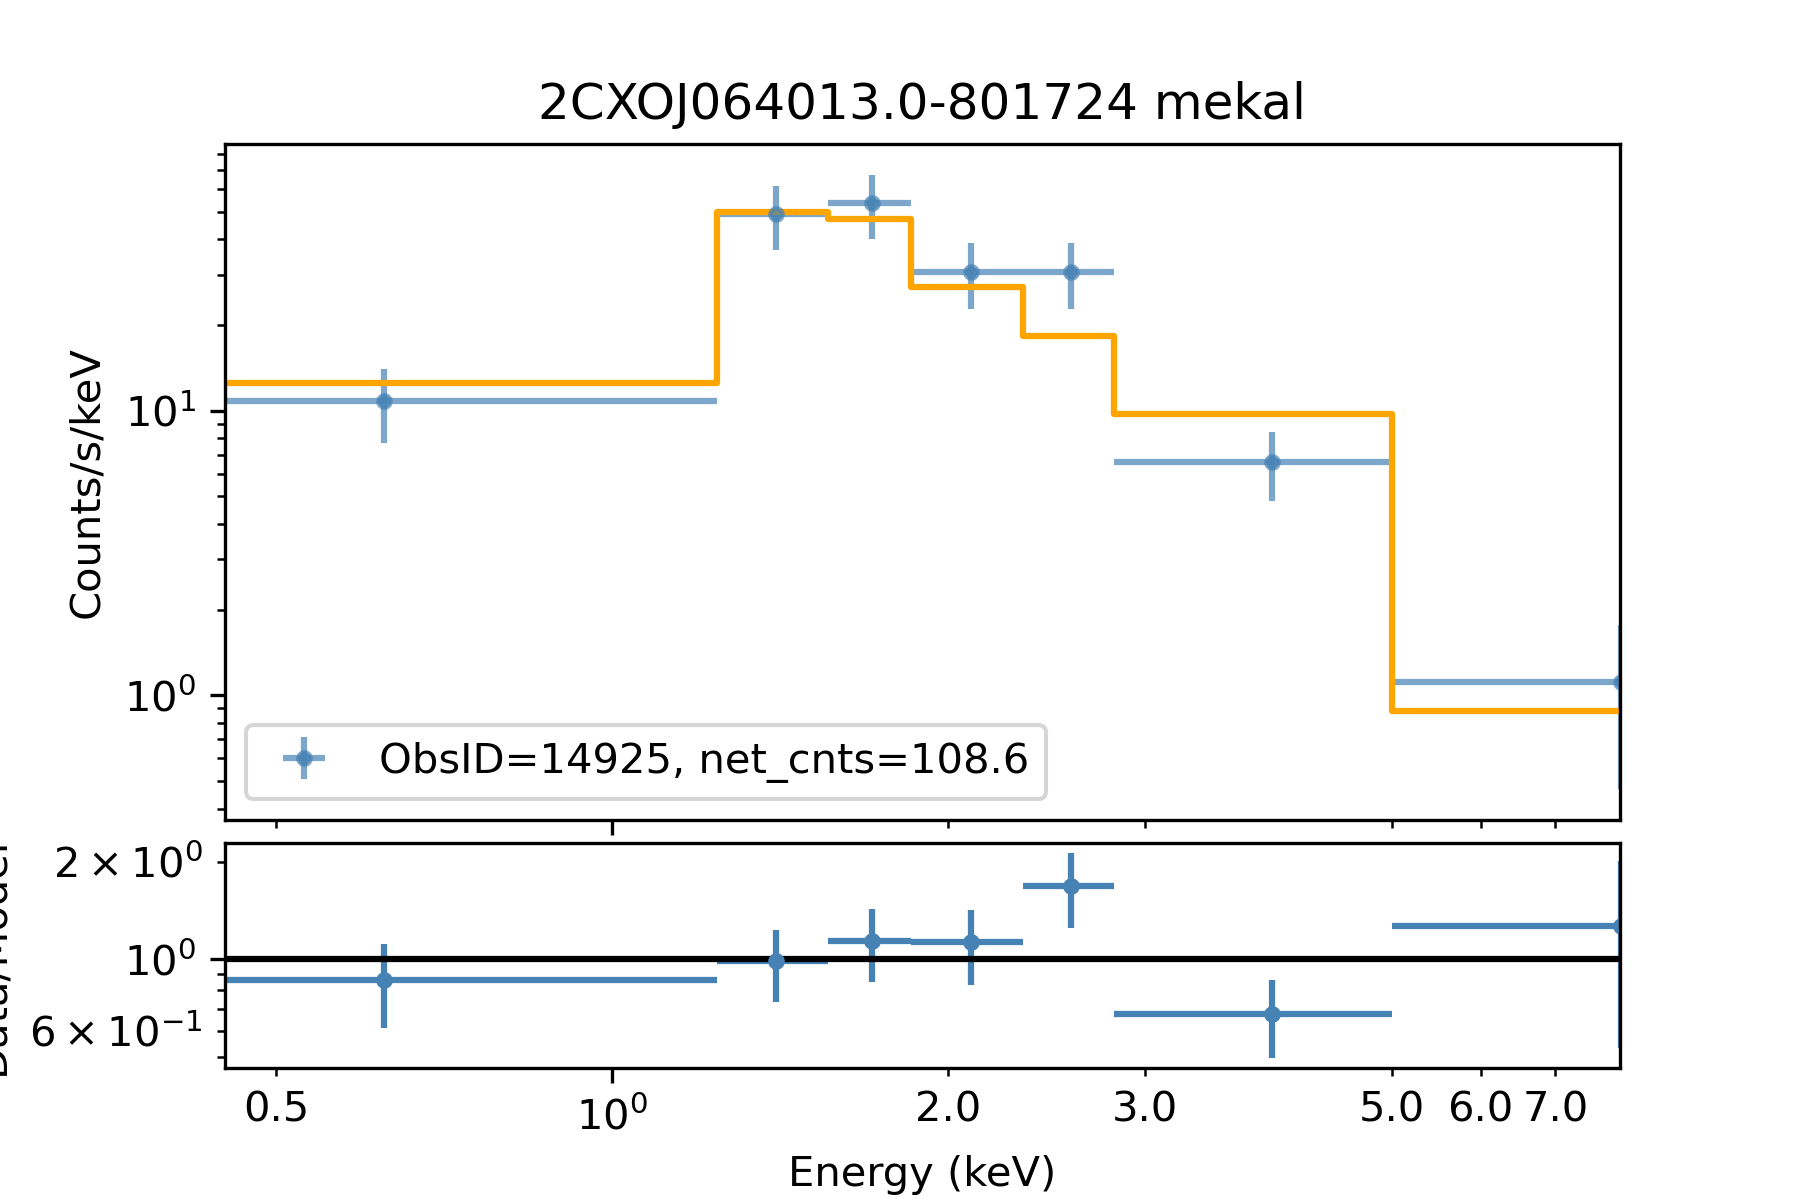 2CXOJ064013.0-801724 mekal
Counts/s/keV
10¹
10⁰
ObsID=14925, net_cnts=108.6
2 × 10⁰
10⁰
6 × 10⁻¹
0.5 10⁰ 2.0 3.0 5.0 6.0 7.0
Energy (keV)